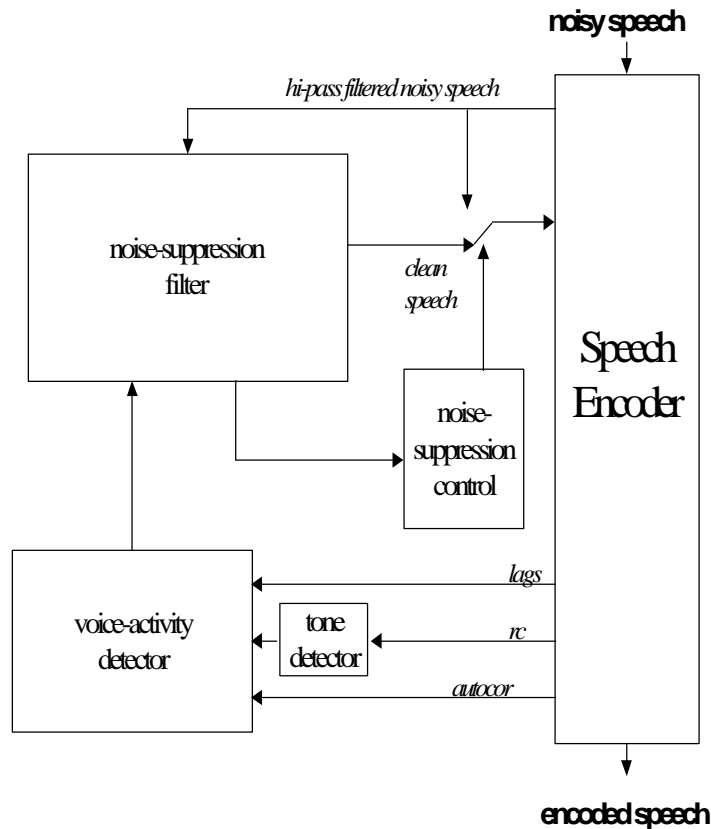 noisy speech
hi-pass filtered noisy speech
noise-suppression
filter
clean
speech
Speech
Encoder
noise-
suppression
control
lags
voice-activity
detector
tone
detector
rc
autocor
encoded speech